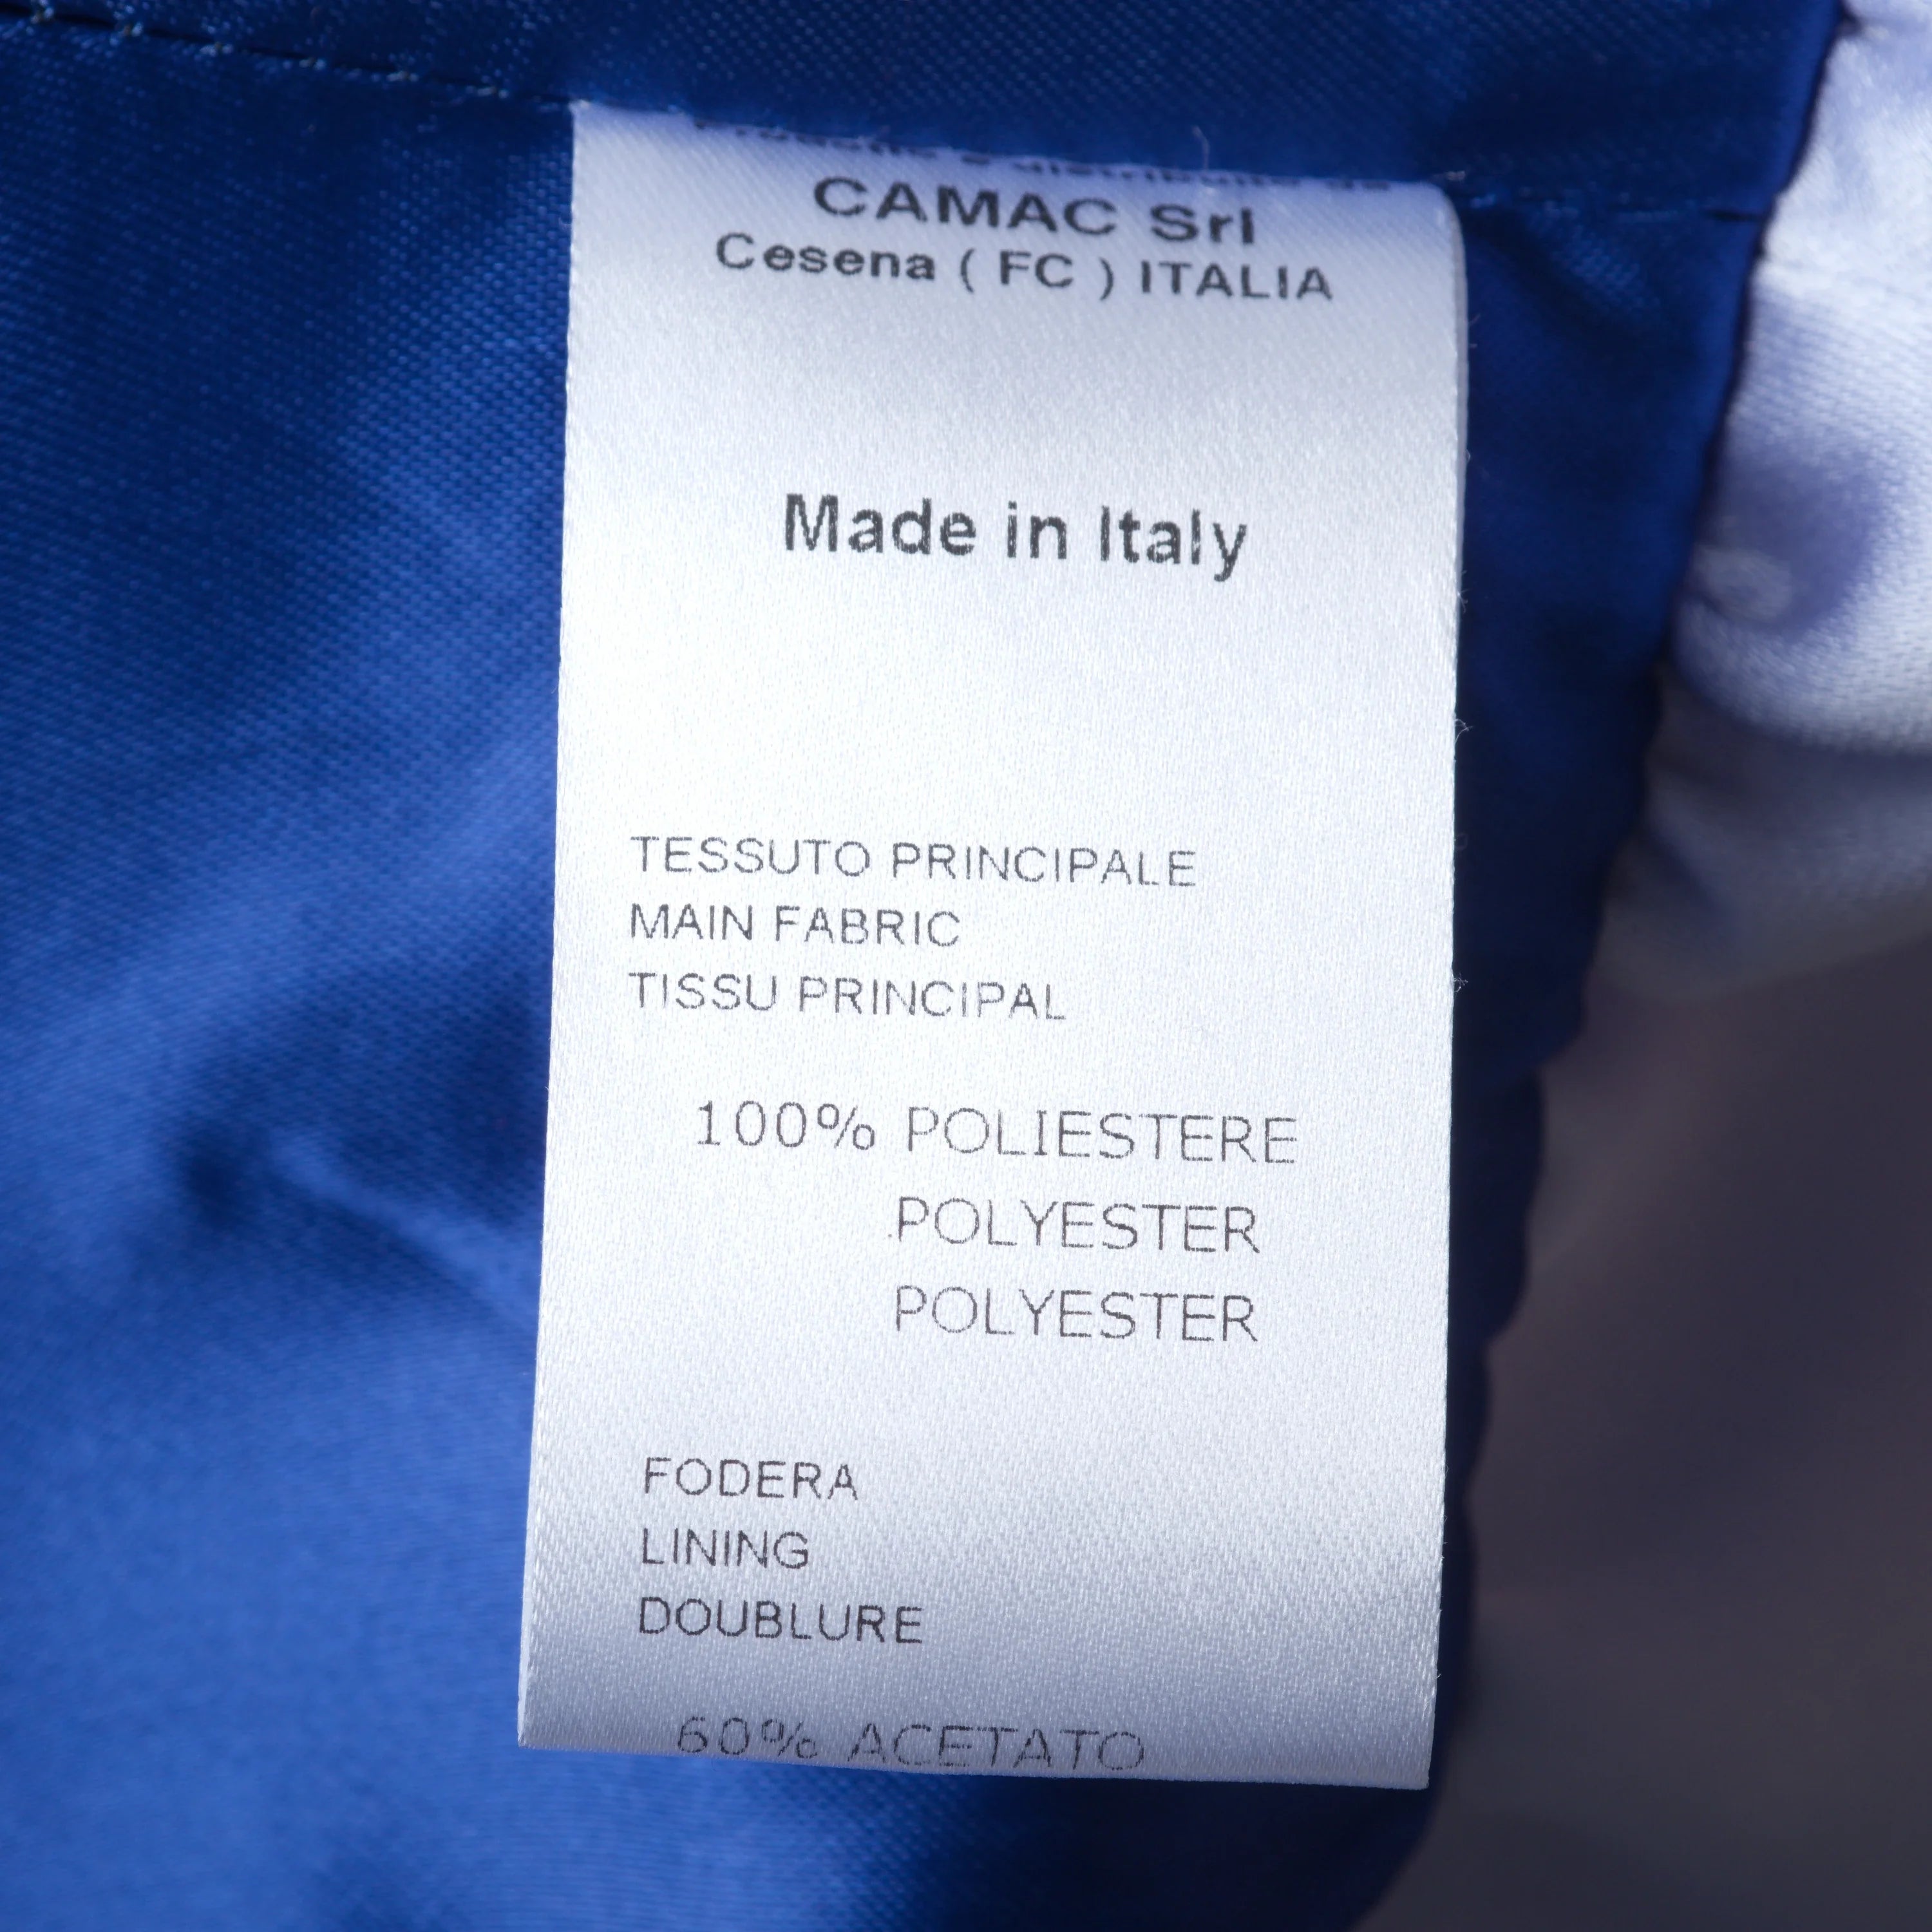 CAMAC Srl
Cesena ( FC ) ITALIA
Made in Italy
TESSUTO PRINCIPALE
MAIN FABRIC
TISSU PRINCIPAL
100% POLIESTERE
POLYESTER
POLYESTER
FODERA
LINING
DOUBLURE
60% ACETATO